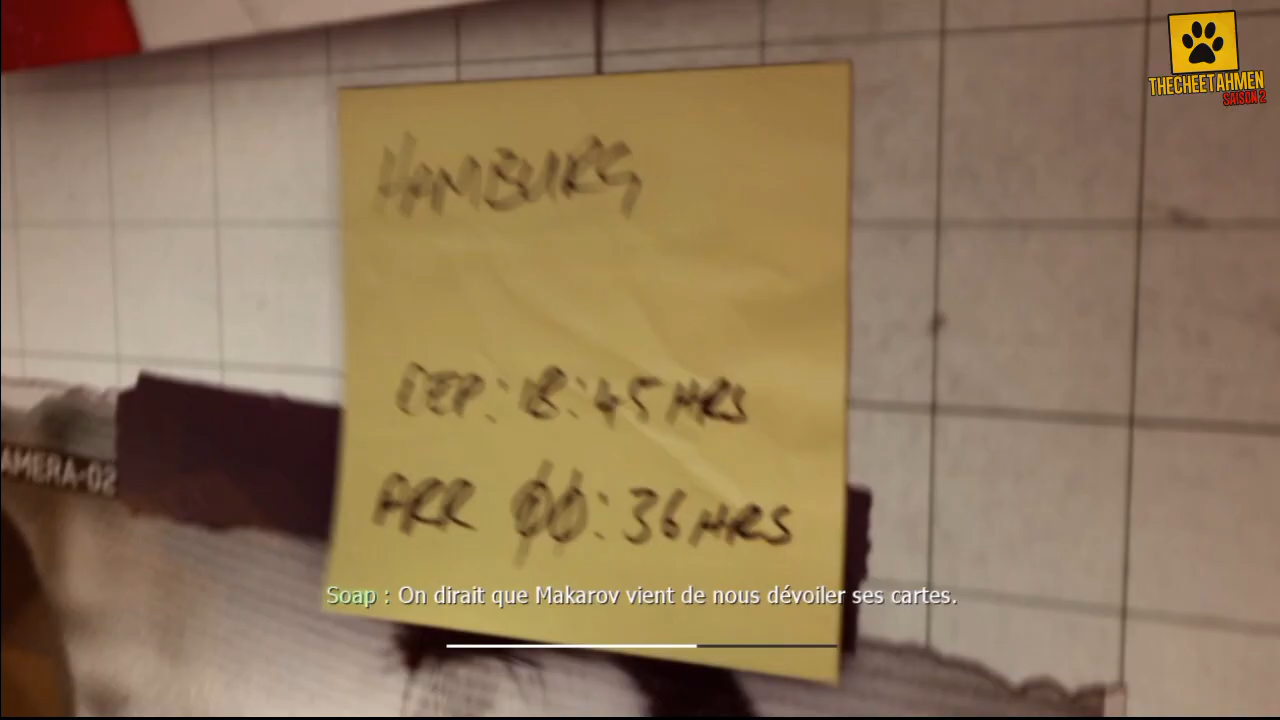 THECHEETAHMEN
SAISON 2
HAMBURG
DEP: 18:45 HRS
ARR 00:36 HRS
AMERA-02
Soap : On dirait que Makarov vient de nous dévoiler ses cartes.